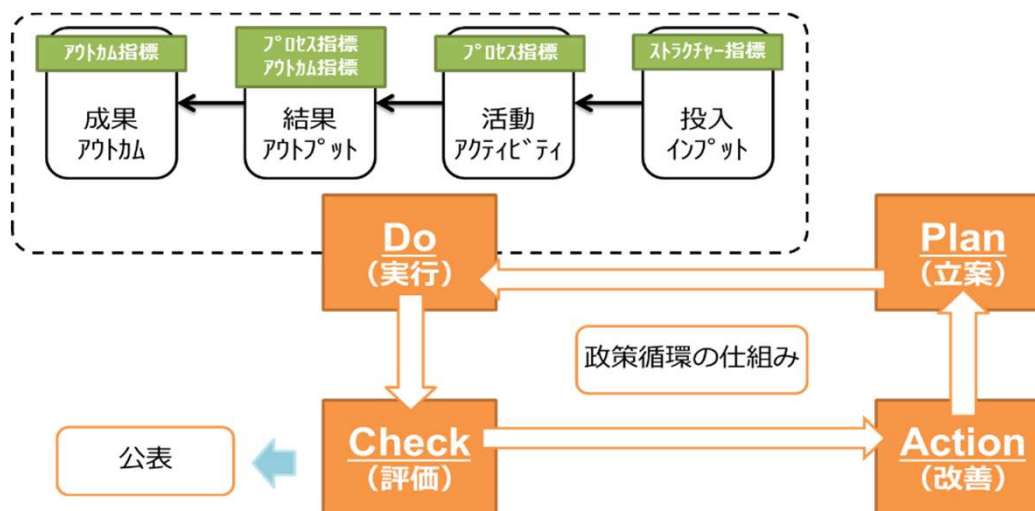 アウトカム指標
成果
アウトカム
プロセス指標
アウトカム指標
結果
アウトプット
プロセス指標
活動
アクティビティ
ストラクチャー指標
投入
インプット
Do
(実行)
Plan
(立案)
政策循環の仕組み
公表
Check
(評価)
Action
(改善)